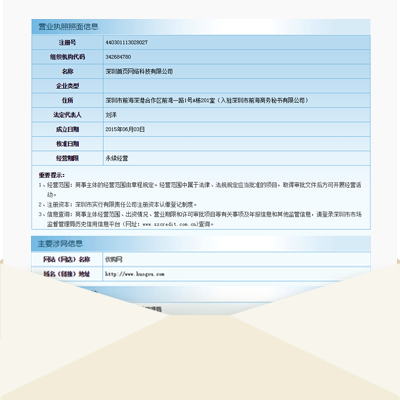 营业执照照面信息
注册号 440301113028027
组织机构代码 342684780
名称 深圳首页网络科技有限公司
企业类型
住所 深圳市前海深港合作区前湾一路1号A栋201室（入驻深圳市前海商务秘书有限公司）
法定代表人 刘洋
成立日期 2015年06月03日
核准日期
经营期限 永续经营
重要提示：
1、经营范围：商事主体的经营范围由章程规定。经营范围中属于法律、法规规定应当批准的项目，取得审批文件后方可开展经营活
动。
2、注册资本：深圳市实行有限责任公司注册资本认缴登记制度。
3、信息查询：商事主体经营范围、出资情况、营业期限和许可审批项目等有关事项及年报信息和其他监管信息，请登录深圳市市场
监督管理局历史信用信息平台（网址：www.szcredit.com.cn)查询。
主要涉网信息
网站（网店）名称 伙购网
域名（链接）地址 http://www.huogou.com